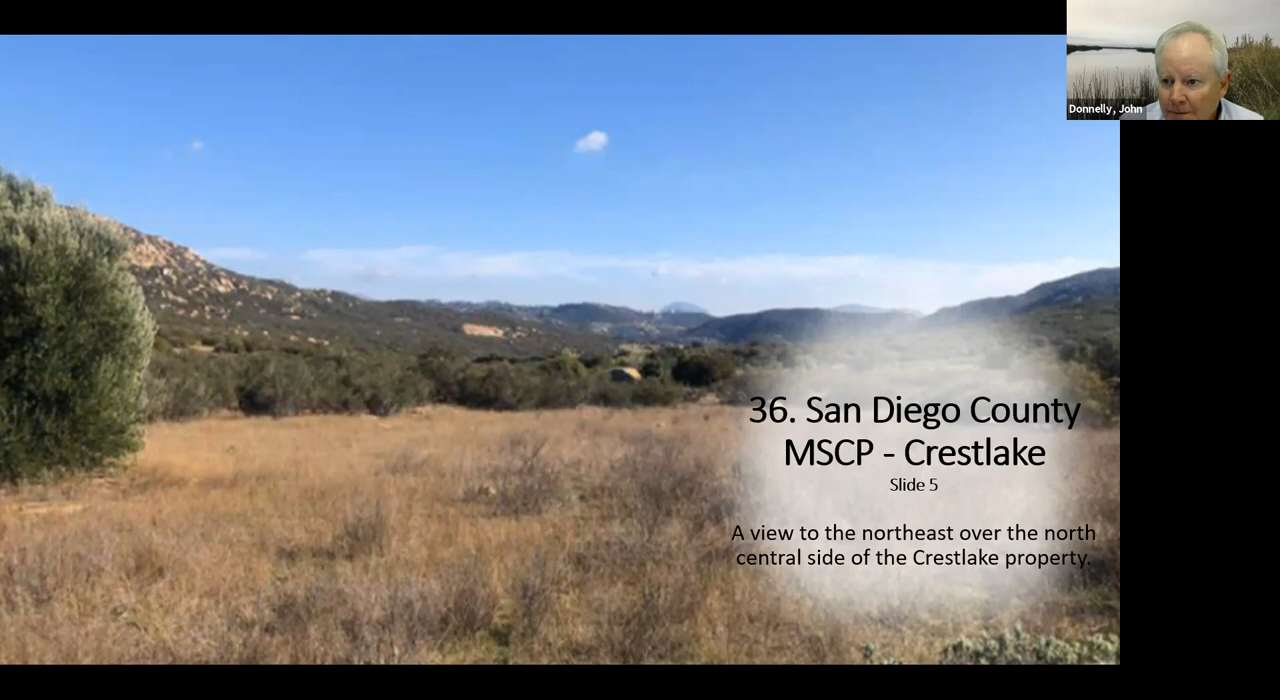 Donnelly, John
36. San Diego County
MSCP - Crestlake
Slide 5
A view to the northeast over the north
central side of the Crestlake property.